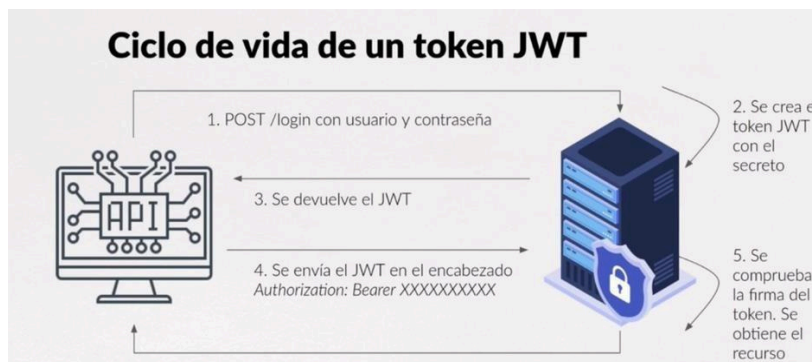 Ciclo de vida de un token JWT
1. POST /login con usuario y contraseña
2. Se crea e
token JWT
con el
secreto
API
3. Se devuelve el JWT
4. Se envía el JWT en el encabezado
Authorization: Bearer XXXXXXXXXX
5. Se
comprueba
la firma del
token. Se
obtiene el
recurso